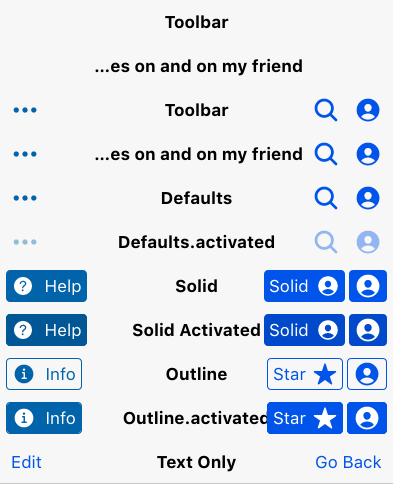 Toolbar
...es on and on my friend
Toolbar
...es on and on my friend
Defaults
Defaults.activated
Help Solid Solid
Help Solid Activated Solid
Info Outline Star
Info Outline.activated Star
Edit Text Only Go Back